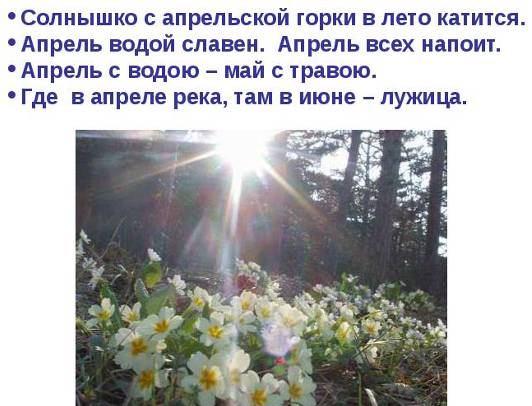 • Солнышко с апрельской горки в лето катится.
• Апрель водой славен.  Апрель всех напоит.
• Апрель с водою – май с травою.
• Где  в апреле река, там в июне – лужица.